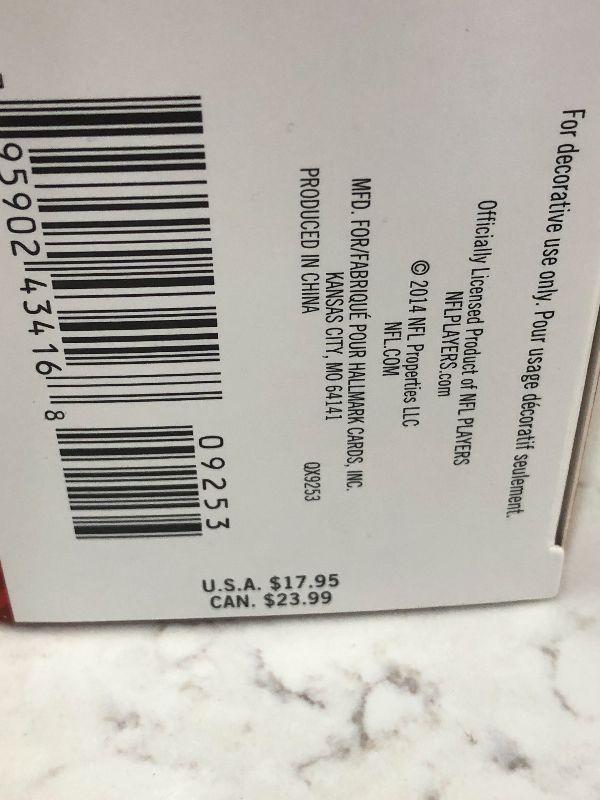 For decorative use only. Pour usage décoratif seulement.
Officially Licensed Product of NFL PLAYERS
NFLPLAYERS.com
© 2014 NFL Properties LLC
NFL.COM
MFD. FOR/FABRIQUÉ POUR HALLMARK CARDS, INC.
KANSAS CITY, MO 64141
PRODUCED IN CHINA
QX9253
09253
95902 43416 8
U.S.A. $17.95
CAN. $23.99